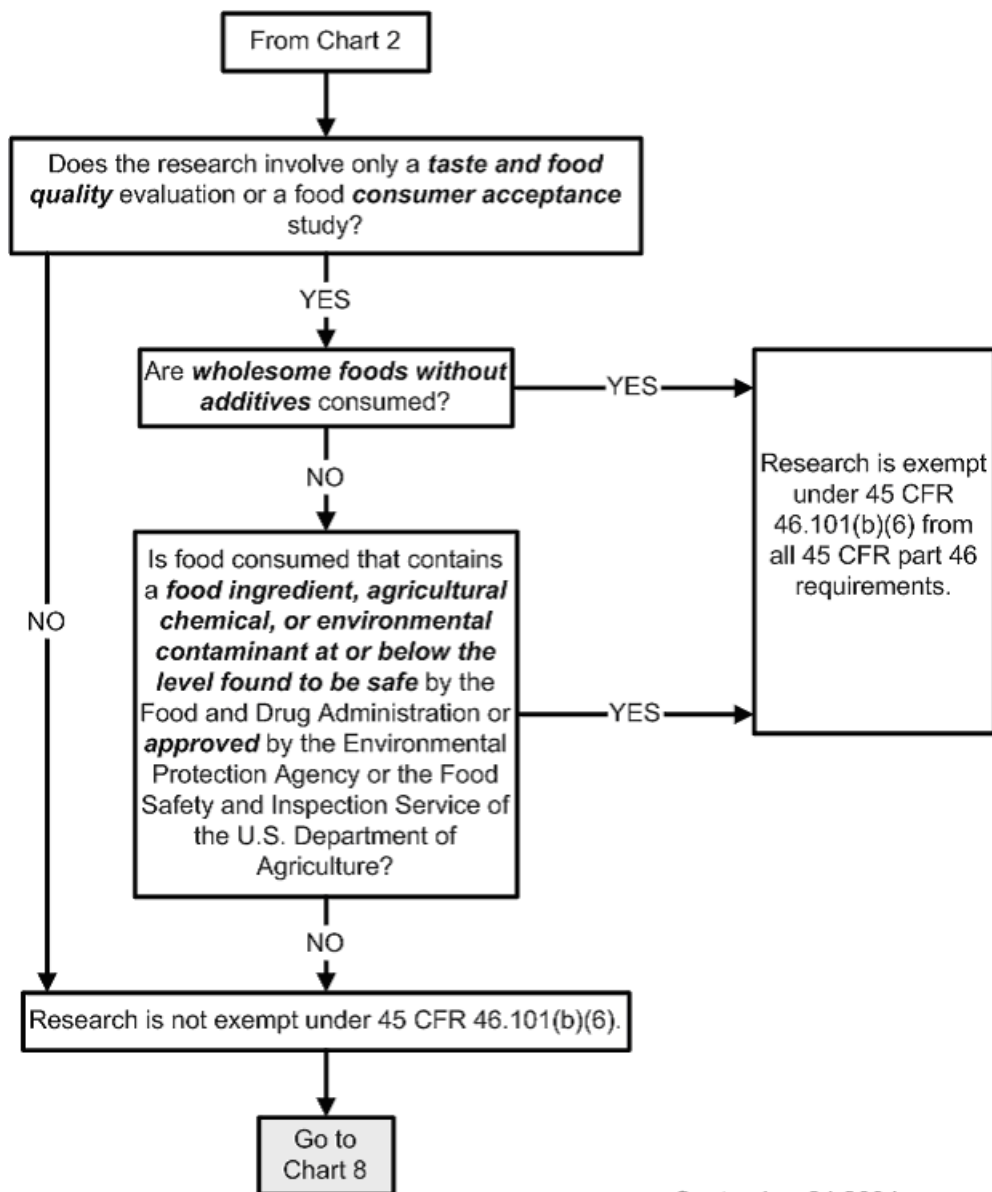 From Chart 2
Does the research involve only a taste and food
quality evaluation or a food consumer acceptance
study?
YES
Are wholesome foods without
additives consumed?
YES
NO
Research is exempt
under 45 CFR
46.101(b)(6) from
all 45 CFR part 46
requirements.
Is food consumed that contains
a food ingredient, agricultural
chemical, or environmental
contaminant at or below the
level found to be safe by the
Food and Drug Administration or
approved by the Environmental
Protection Agency or the Food
Safety and Inspection Service of
the U.S. Department of
Agriculture?
YES
NO
NO
Research is not exempt under 45 CFR 46.101(b)(6).
Go to
Chart 8